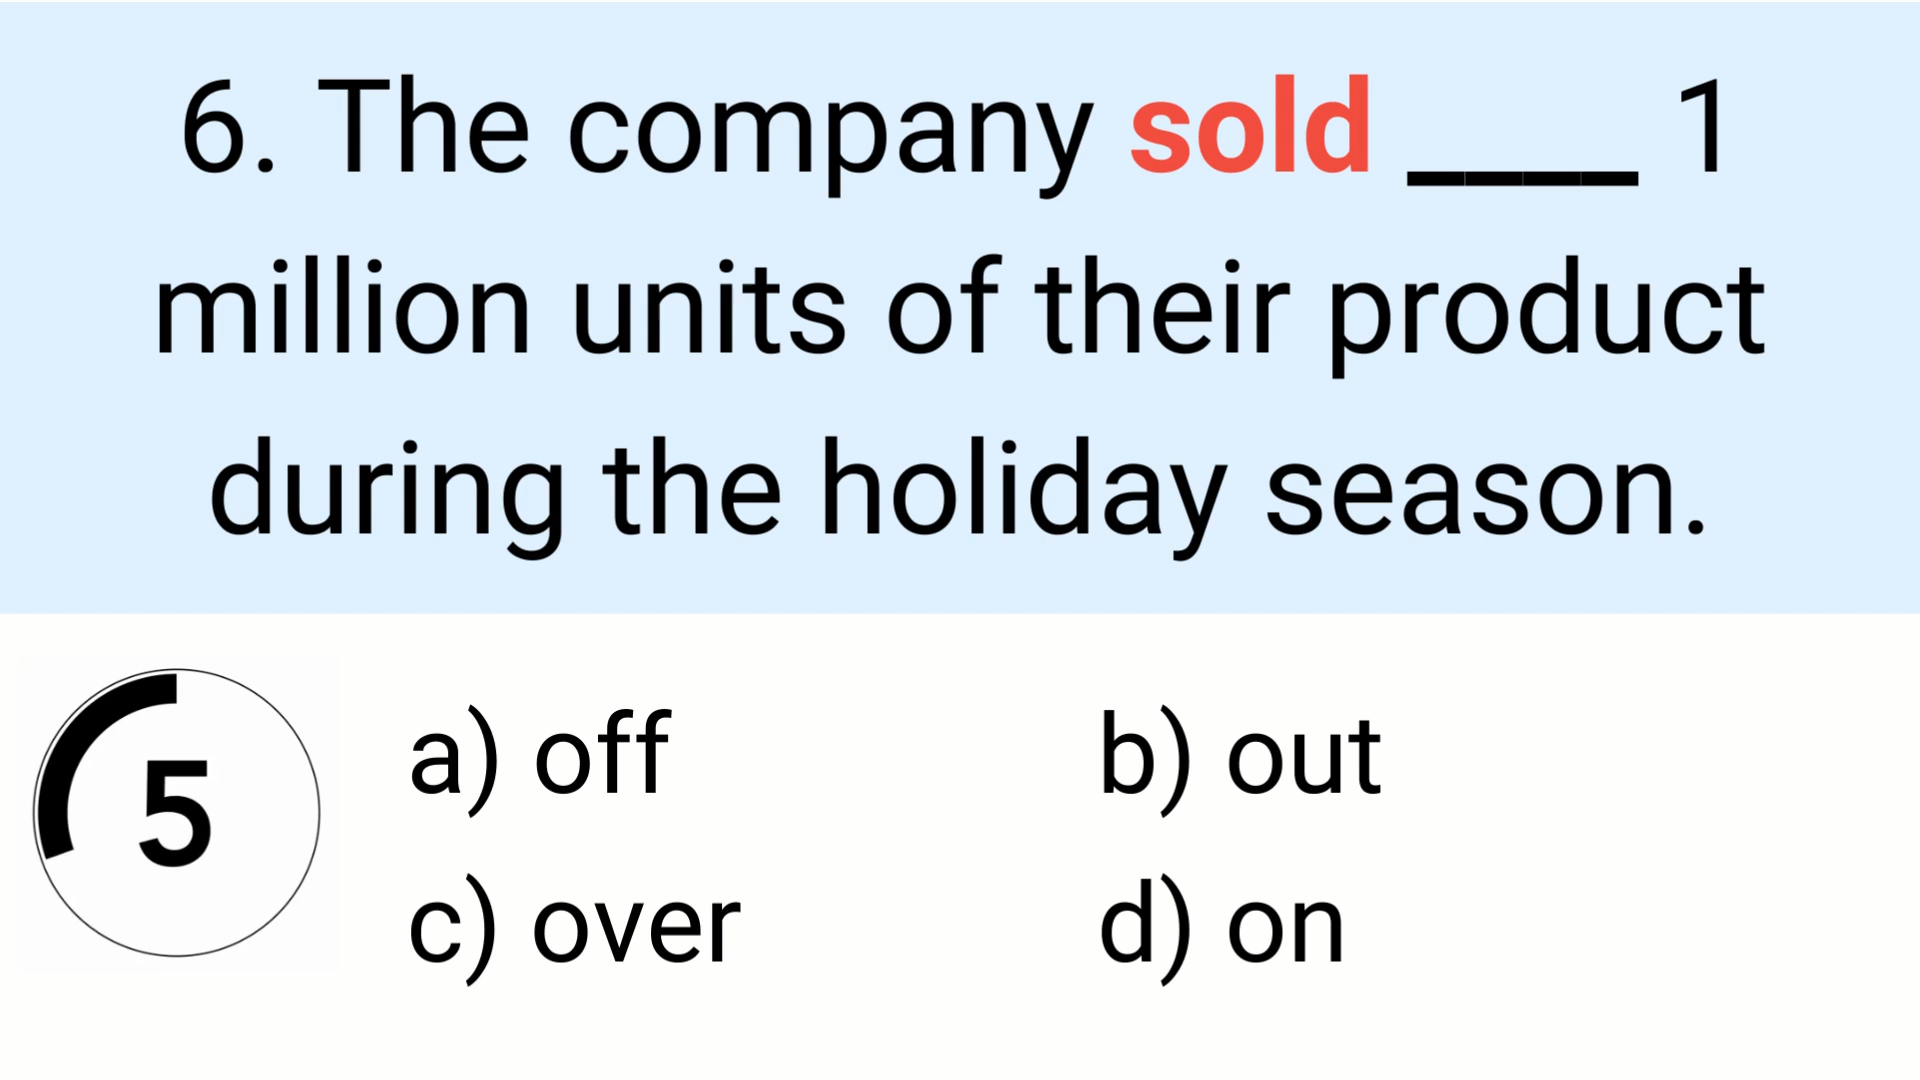 6. The company sold ____ 1
million units of their product
during the holiday season.
5
a) off
b) out
c) over
d) on